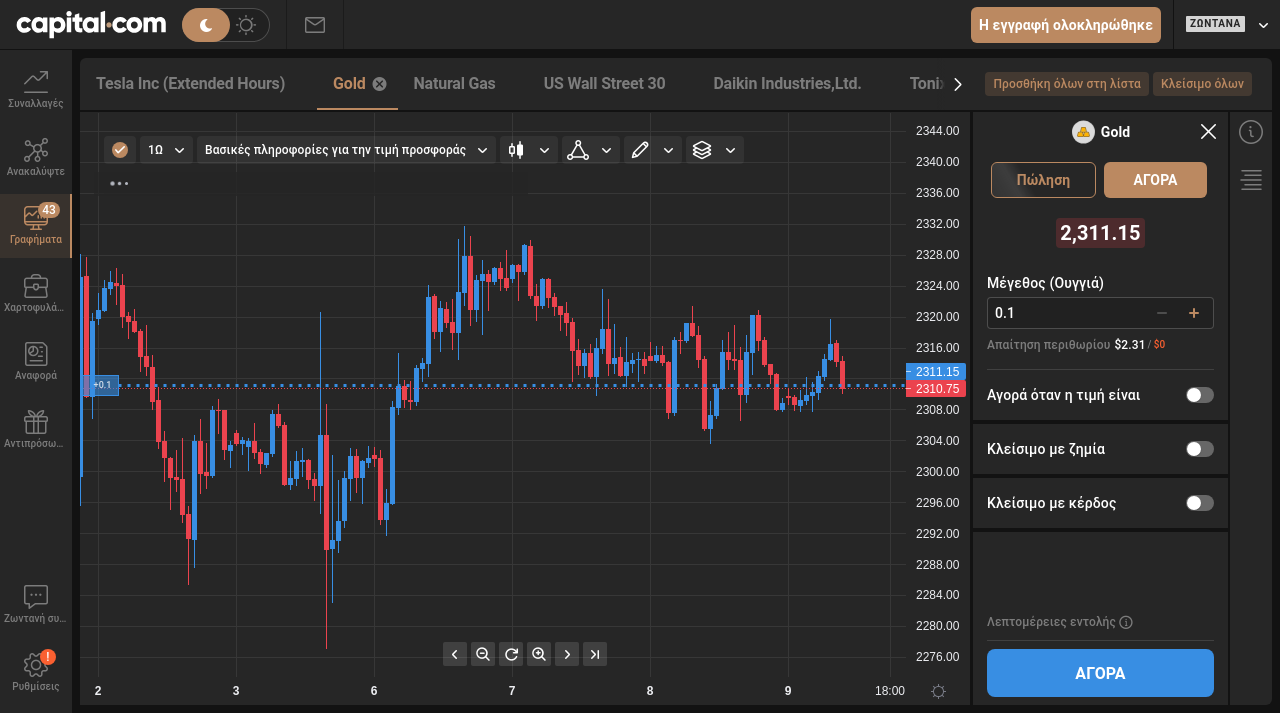 capital.com
Η εγγραφή ολοκληρώθηκε
ΖΩΝΤΑΝΑ
Συναλλαγές
Ανακαλύψτε
43
Γραφήματα
Χαρτοφυλά...
Αναφορά
Αντιπρόσω...
Ζωντανή συ...
!
Ρυθμίσεις
Tesla Inc (Extended Hours)
Gold
Natural Gas
US Wall Street 30
Daikin Industries,Ltd.
Toni
Προσθήκη όλων στη λίστα
Κλείσιμο όλων
1Ω
Βασικές πληροφορίες για την τιμή προσφοράς
+0.1
2344.00
2340.00
2336.00
2332.00
2328.00
2324.00
2320.00
2316.00
2311.15
2310.75
2308.00
2304.00
2300.00
2296.00
2292.00
2288.00
2284.00
2280.00
2276.00
2
3
6
7
8
9
18:00
Gold
Πώληση
ΑΓΟΡΑ
2,311.15
Μέγεθος (Ουγγιά)
0.1
Απαίτηση περιθωρίου $2.31 / $0
Αγορά όταν η τιμή είναι
Κλείσιμο με ζημία
Κλείσιμο με κέρδος
Λεπτομέρειες εντολής
ΑΓΟΡΑ